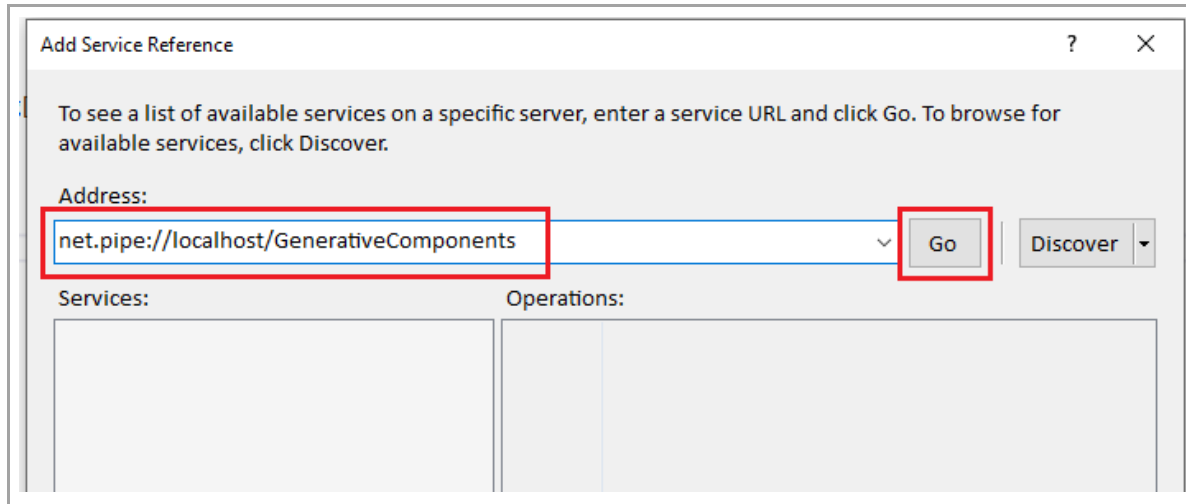 Add Service Reference ?
To see a list of available services on a specific server, enter a service URL and click Go. To browse for
available services, click Discover.
Address:
net.pipe://localhost/GenerativeComponents Go Discover
Services: Operations: